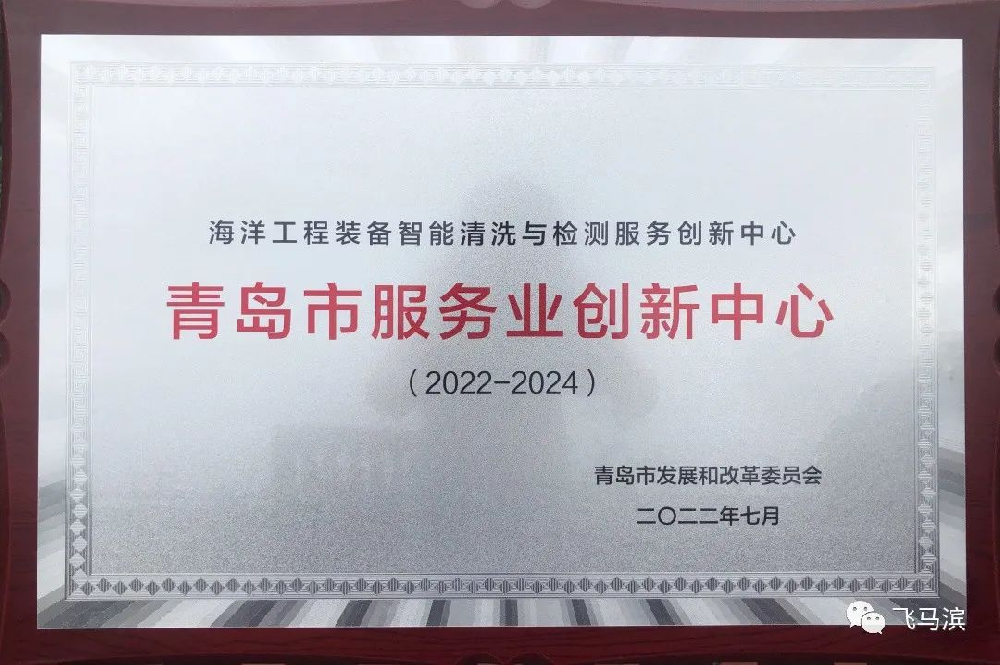 海洋工程装备智能清洗与检测服务创新中心
青岛市服务业创新中心
（2022-2024）
青岛市发展和改革委员会
二〇二二年七月
飞马滨